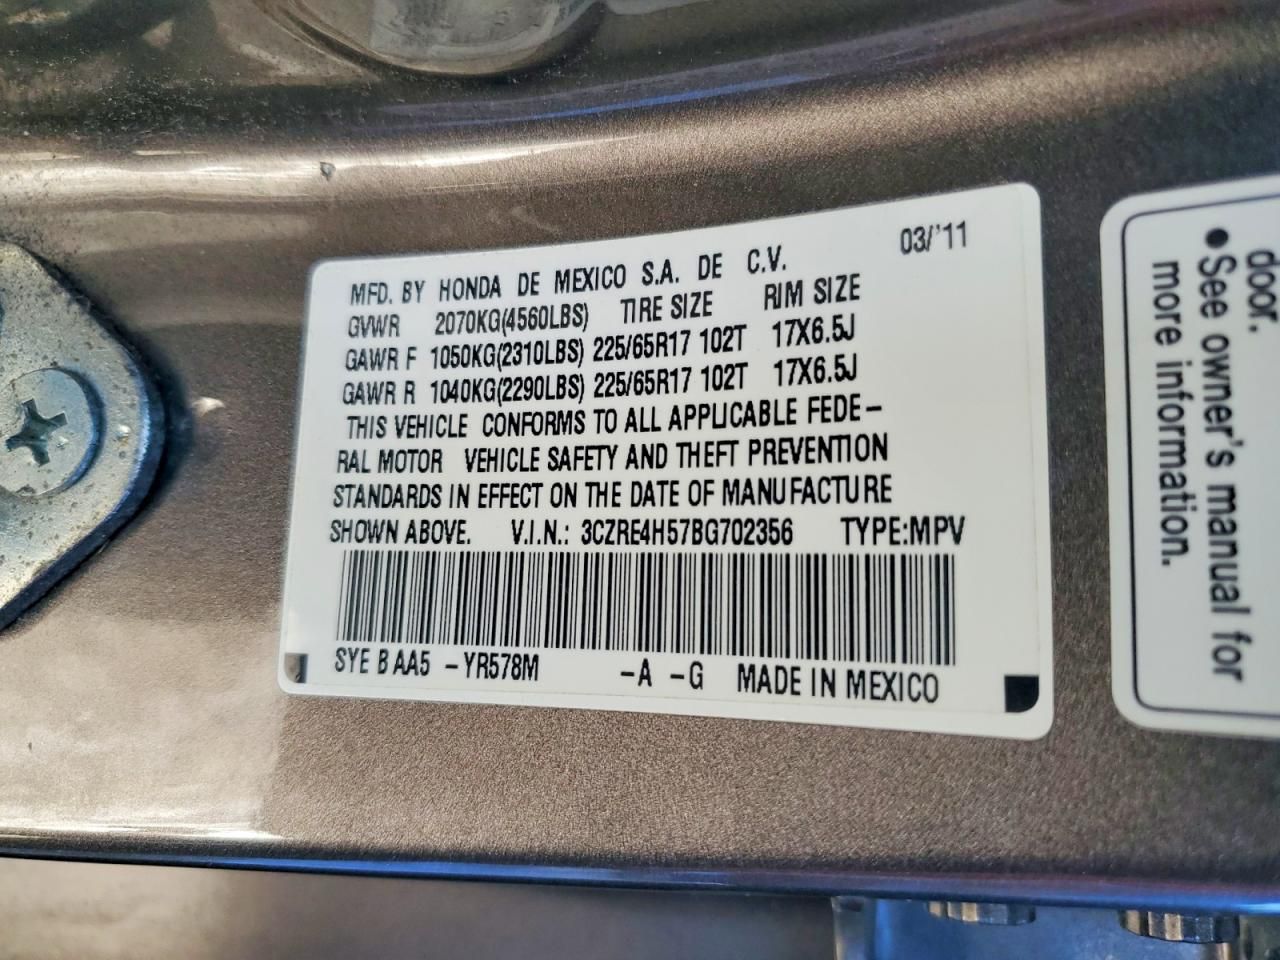 MFD. BY HONDA DE MEXICO S.A. DE C.V. 03/'11
GVWR 2070KG(4560LBS) TIRE SIZE RIM SIZE
GAWR F 1050KG(2310LBS) 225/65R17 102T 17X6.5J
GAWR R 1040KG(2290LBS) 225/65R17 102T 17X6.5J
THIS VEHICLE CONFORMS TO ALL APPLICABLE FEDE-
RAL MOTOR VEHICLE SAFETY AND THEFT PREVENTION
STANDARDS IN EFFECT ON THE DATE OF MANUFACTURE
SHOWN ABOVE. V.I.N.: 3CZRE4H57BG702356 TYPE:MPV
SYE B AA5 -YR578M -A -G MADE IN MEXICO
door.
●See owner's manual for
more information.